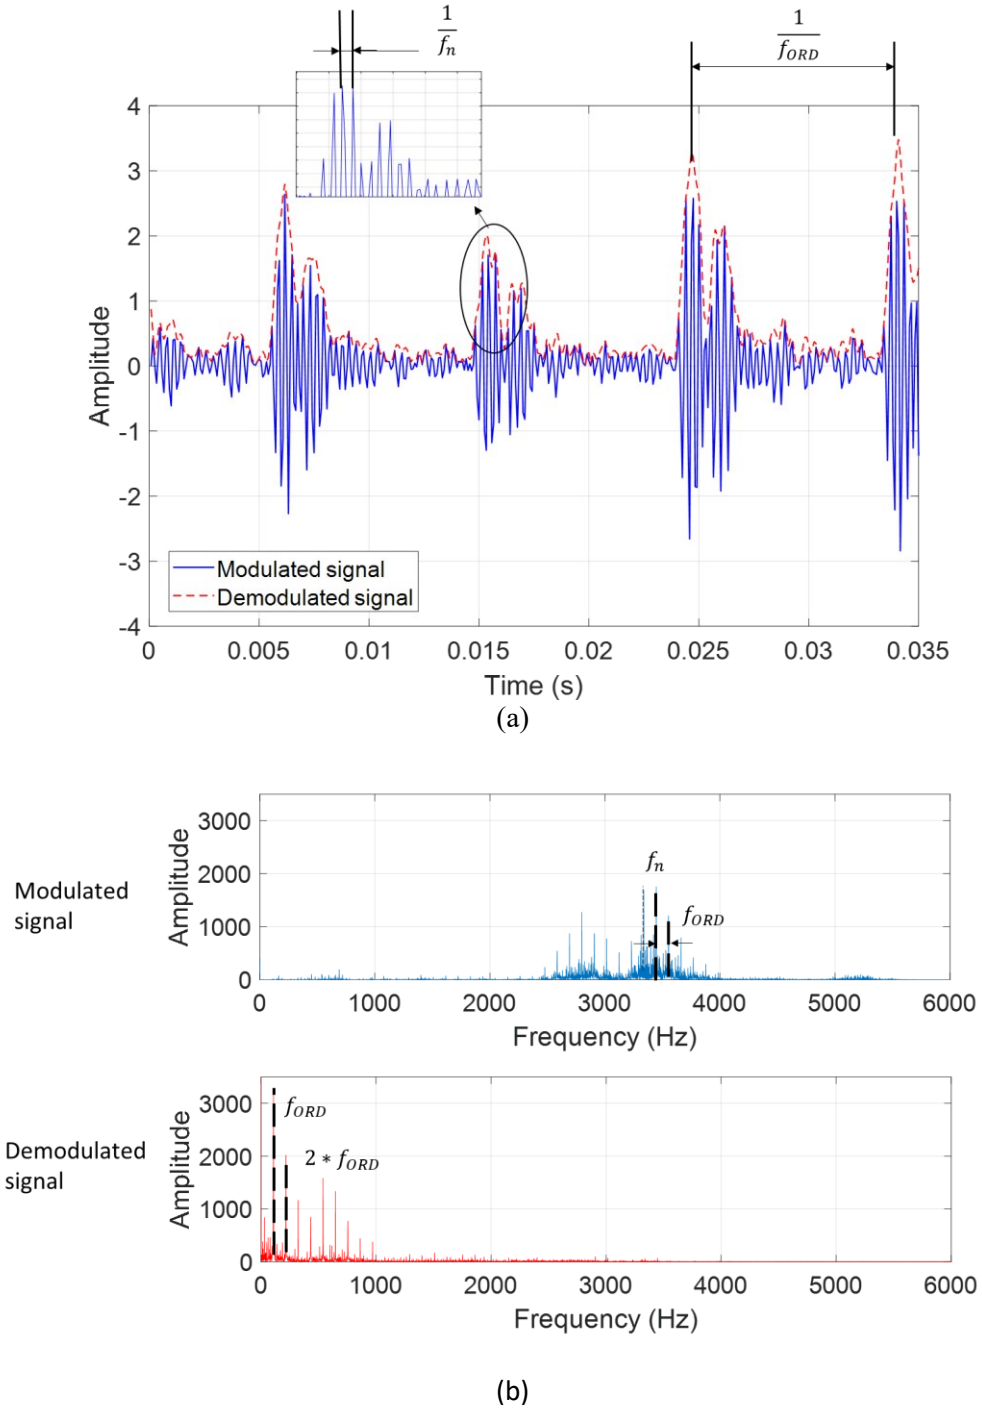 1
f_n
1
f_ORD
4
3
2
1
0
-1
-2
-3
-4
Amplitude
Modulated signal
Demodulated signal
0 0.005 0.01 0.015 0.02 0.025 0.03 0.035
Time (s)
(a)
Modulated
signal
Amplitude
3000
2000
1000
0
f_n
f_ORD
0 1000 2000 3000 4000 5000 6000
Frequency (Hz)
Demodulated
signal
Amplitude
3000
2000
1000
0
f_ORD
2 * f_ORD
0 1000 2000 3000 4000 5000 6000
Frequency (Hz)
(b)